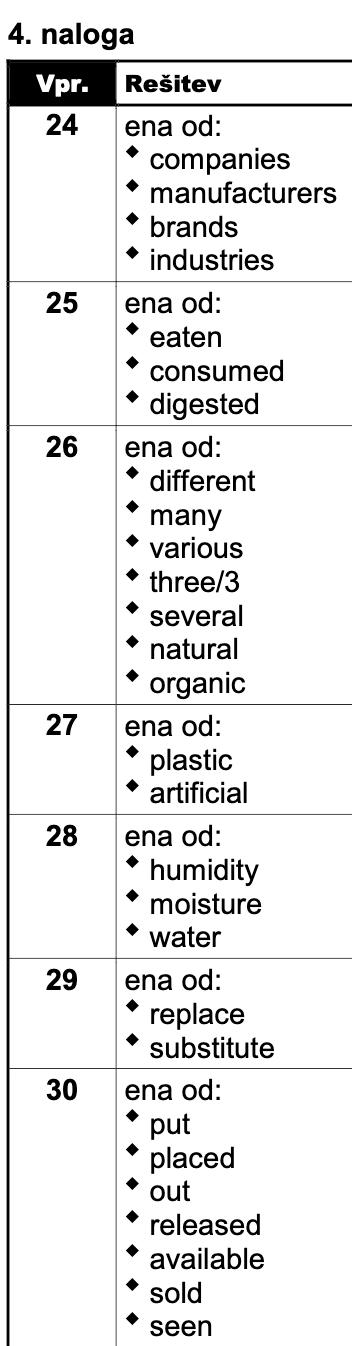 4. naloga
Vpr. Rešitev
24 ena od:
◆ companies
◆ manufacturers
◆ brands
◆ industries
25 ena od:
◆ eaten
◆ consumed
◆ digested
26 ena od:
◆ different
◆ many
◆ various
◆ three/3
◆ several
◆ natural
◆ organic
27 ena od:
◆ plastic
◆ artificial
28 ena od:
◆ humidity
◆ moisture
◆ water
29 ena od:
◆ replace
◆ substitute
30 ena od:
◆ put
◆ placed
◆ out
◆ released
◆ available
◆ sold
◆ seen